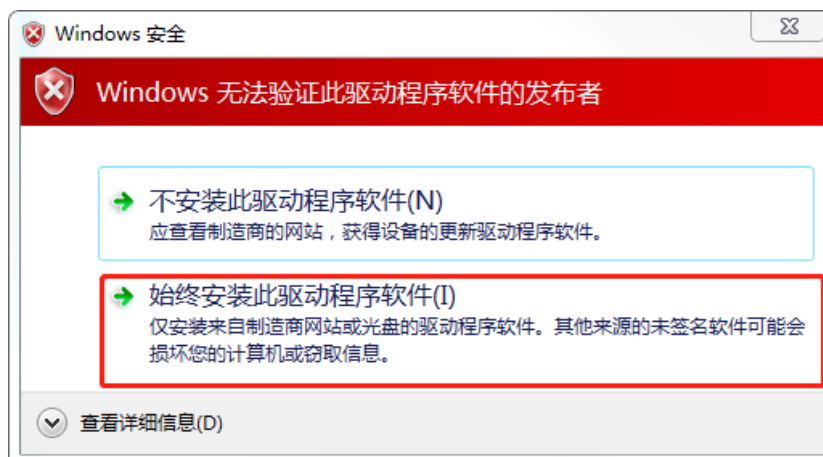 Windows 安全
Windows 无法验证此驱动程序软件的发布者
不安装此驱动程序软件(N)
应查看制造商的网站，获得设备的更新驱动程序软件。
始终安装此驱动程序软件(I)
仅安装来自制造商网站或光盘的驱动程序软件。其他来源的未签名软件可能会
损坏您的计算机或窃取信息。
查看详细信息(D)